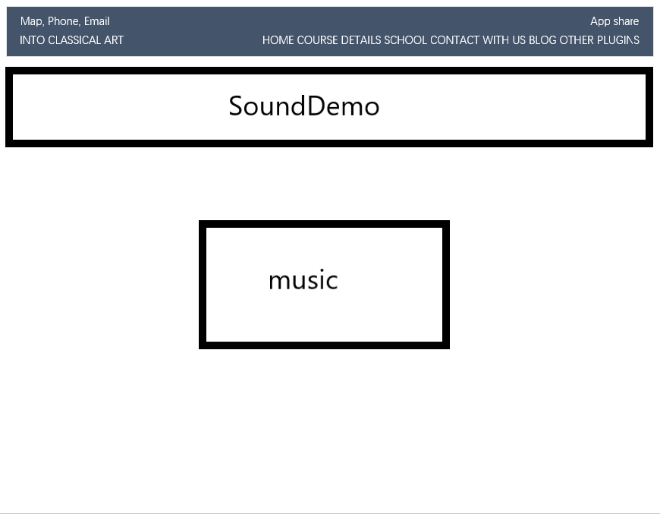 Map, Phone, Email
App share
INTO CLASSICAL ART
HOME COURSE DETAILS SCHOOL CONTACT WITH US BLOG OTHER PLUGINS
SoundDemo
music